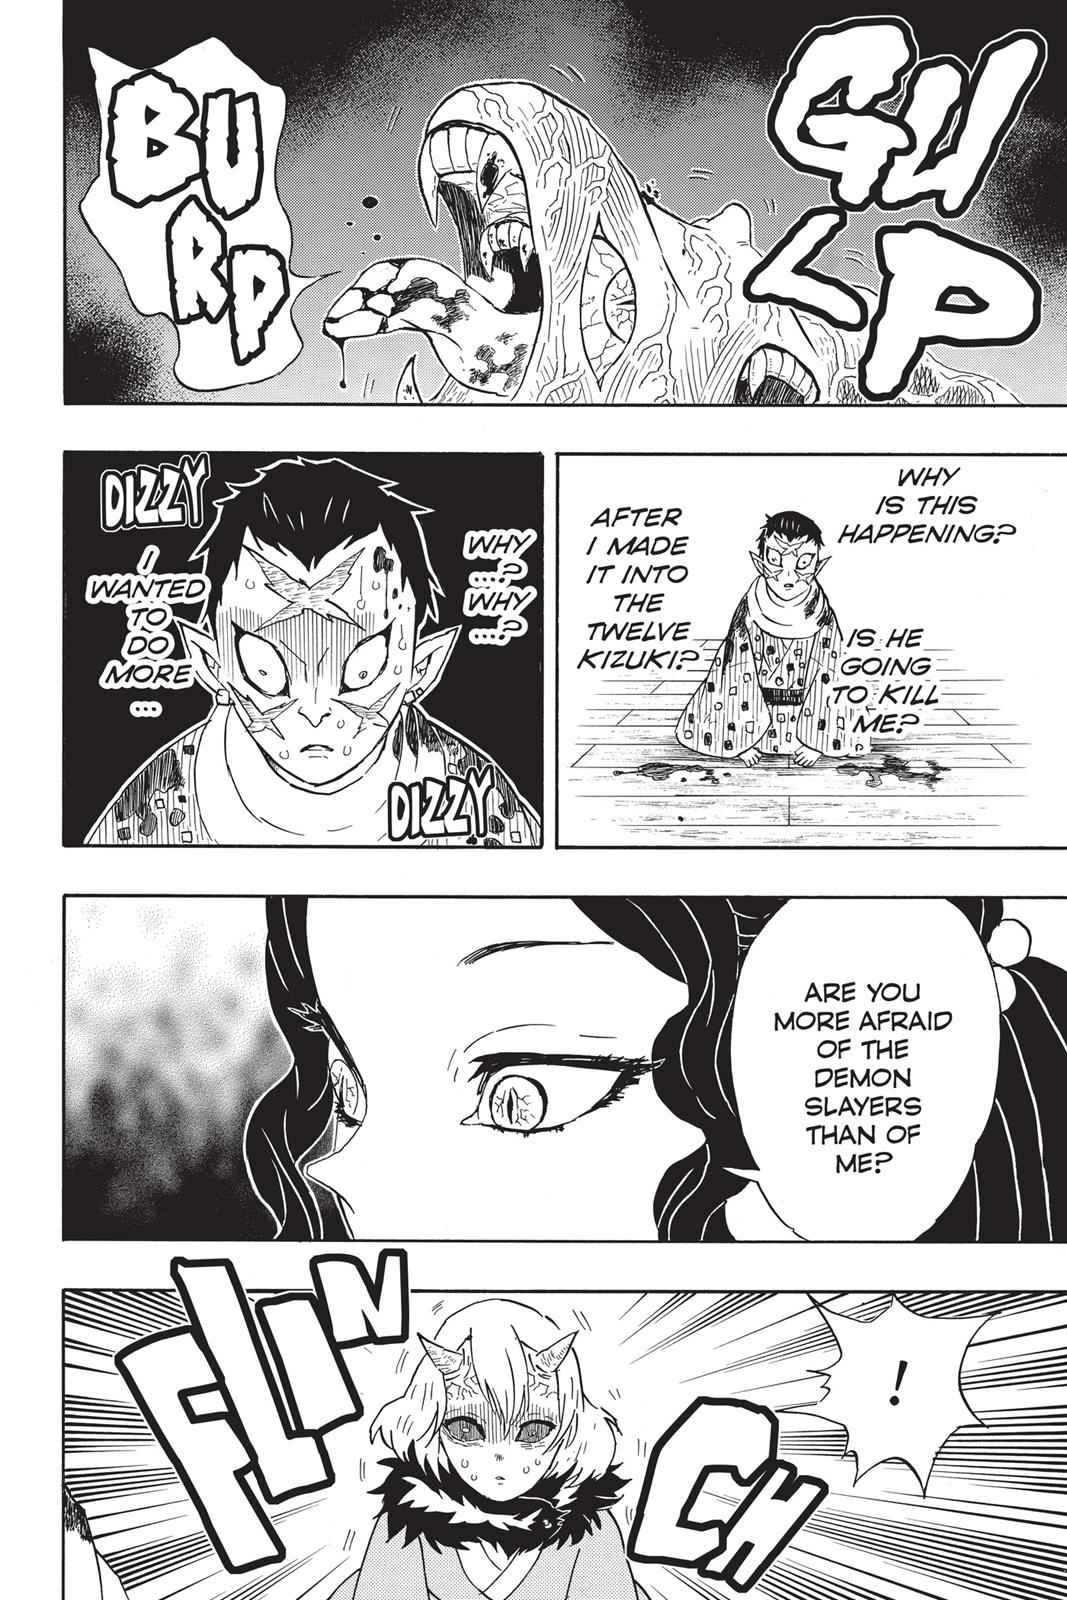 GULP
BURP
WHY
IS THIS
HAPPENING?
AFTER
I MADE
IT INTO
THE
TWELVE
KIZUKI?
IS HE
GOING
TO KILL
ME?
WHY
...?
WHY
...?
DIZZY
I
WANTED
TO
DO
MORE
...
DIZZY
ARE YOU
MORE AFRAID
OF THE
DEMON
SLAYERS
THAN OF
ME?
!
FLINCH